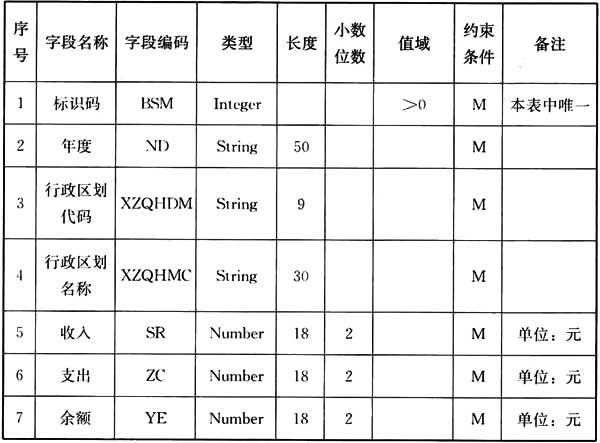 序号 字段名称 字段编码 类型 长度 小数位数 值域 约束条件 备注
1 标识码 BSM Integer >0 M 本表中唯一
2 年度 ND String 50 M
3 行政区划代码 XZQHDM String 9 M
4 行政区划名称 XZQHMC String 30 M
5 收入 SR Number 18 2 M 单位：元
6 支出 ZC Number 18 2 M 单位：元
7 余额 YE Number 18 2 M 单位：元